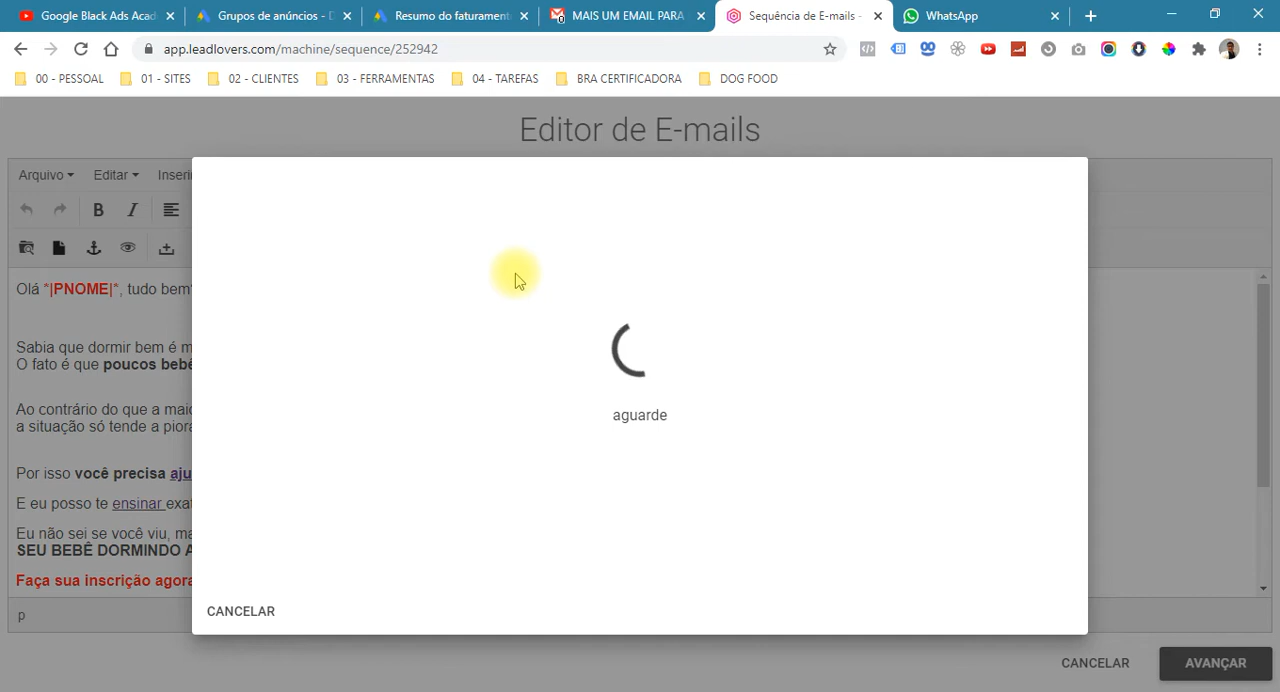 Google Black Ads Acad
Grupos de anúncios - D
Resumo do faturament
MAIS UM EMAIL PARA
Sequência de E-mails -
WhatsApp
app.leadlovers.com/machine/sequence/252942
00 - PESSOAL
01 - SITES
02 - CLIENTES
03 - FERRAMENTAS
04 - TAREFAS
BRA CERTIFICADORA
DOG FOOD
Editor de E-mails
Arquivo
Editar
Inseri
Olá *|PNOME|*, tudo bem
Sabia que dormir bem é m
O fato é que poucos bebê
Ao contrário do que a maio
a situação só tende a piora
Por isso você precisa aju
E eu posso te ensinar exat
Eu não sei se você viu, ma
SEU BEBÊ DORMINDO A
Faça sua inscrição agora
p
aguarde
CANCELAR
CANCELAR
AVANÇAR